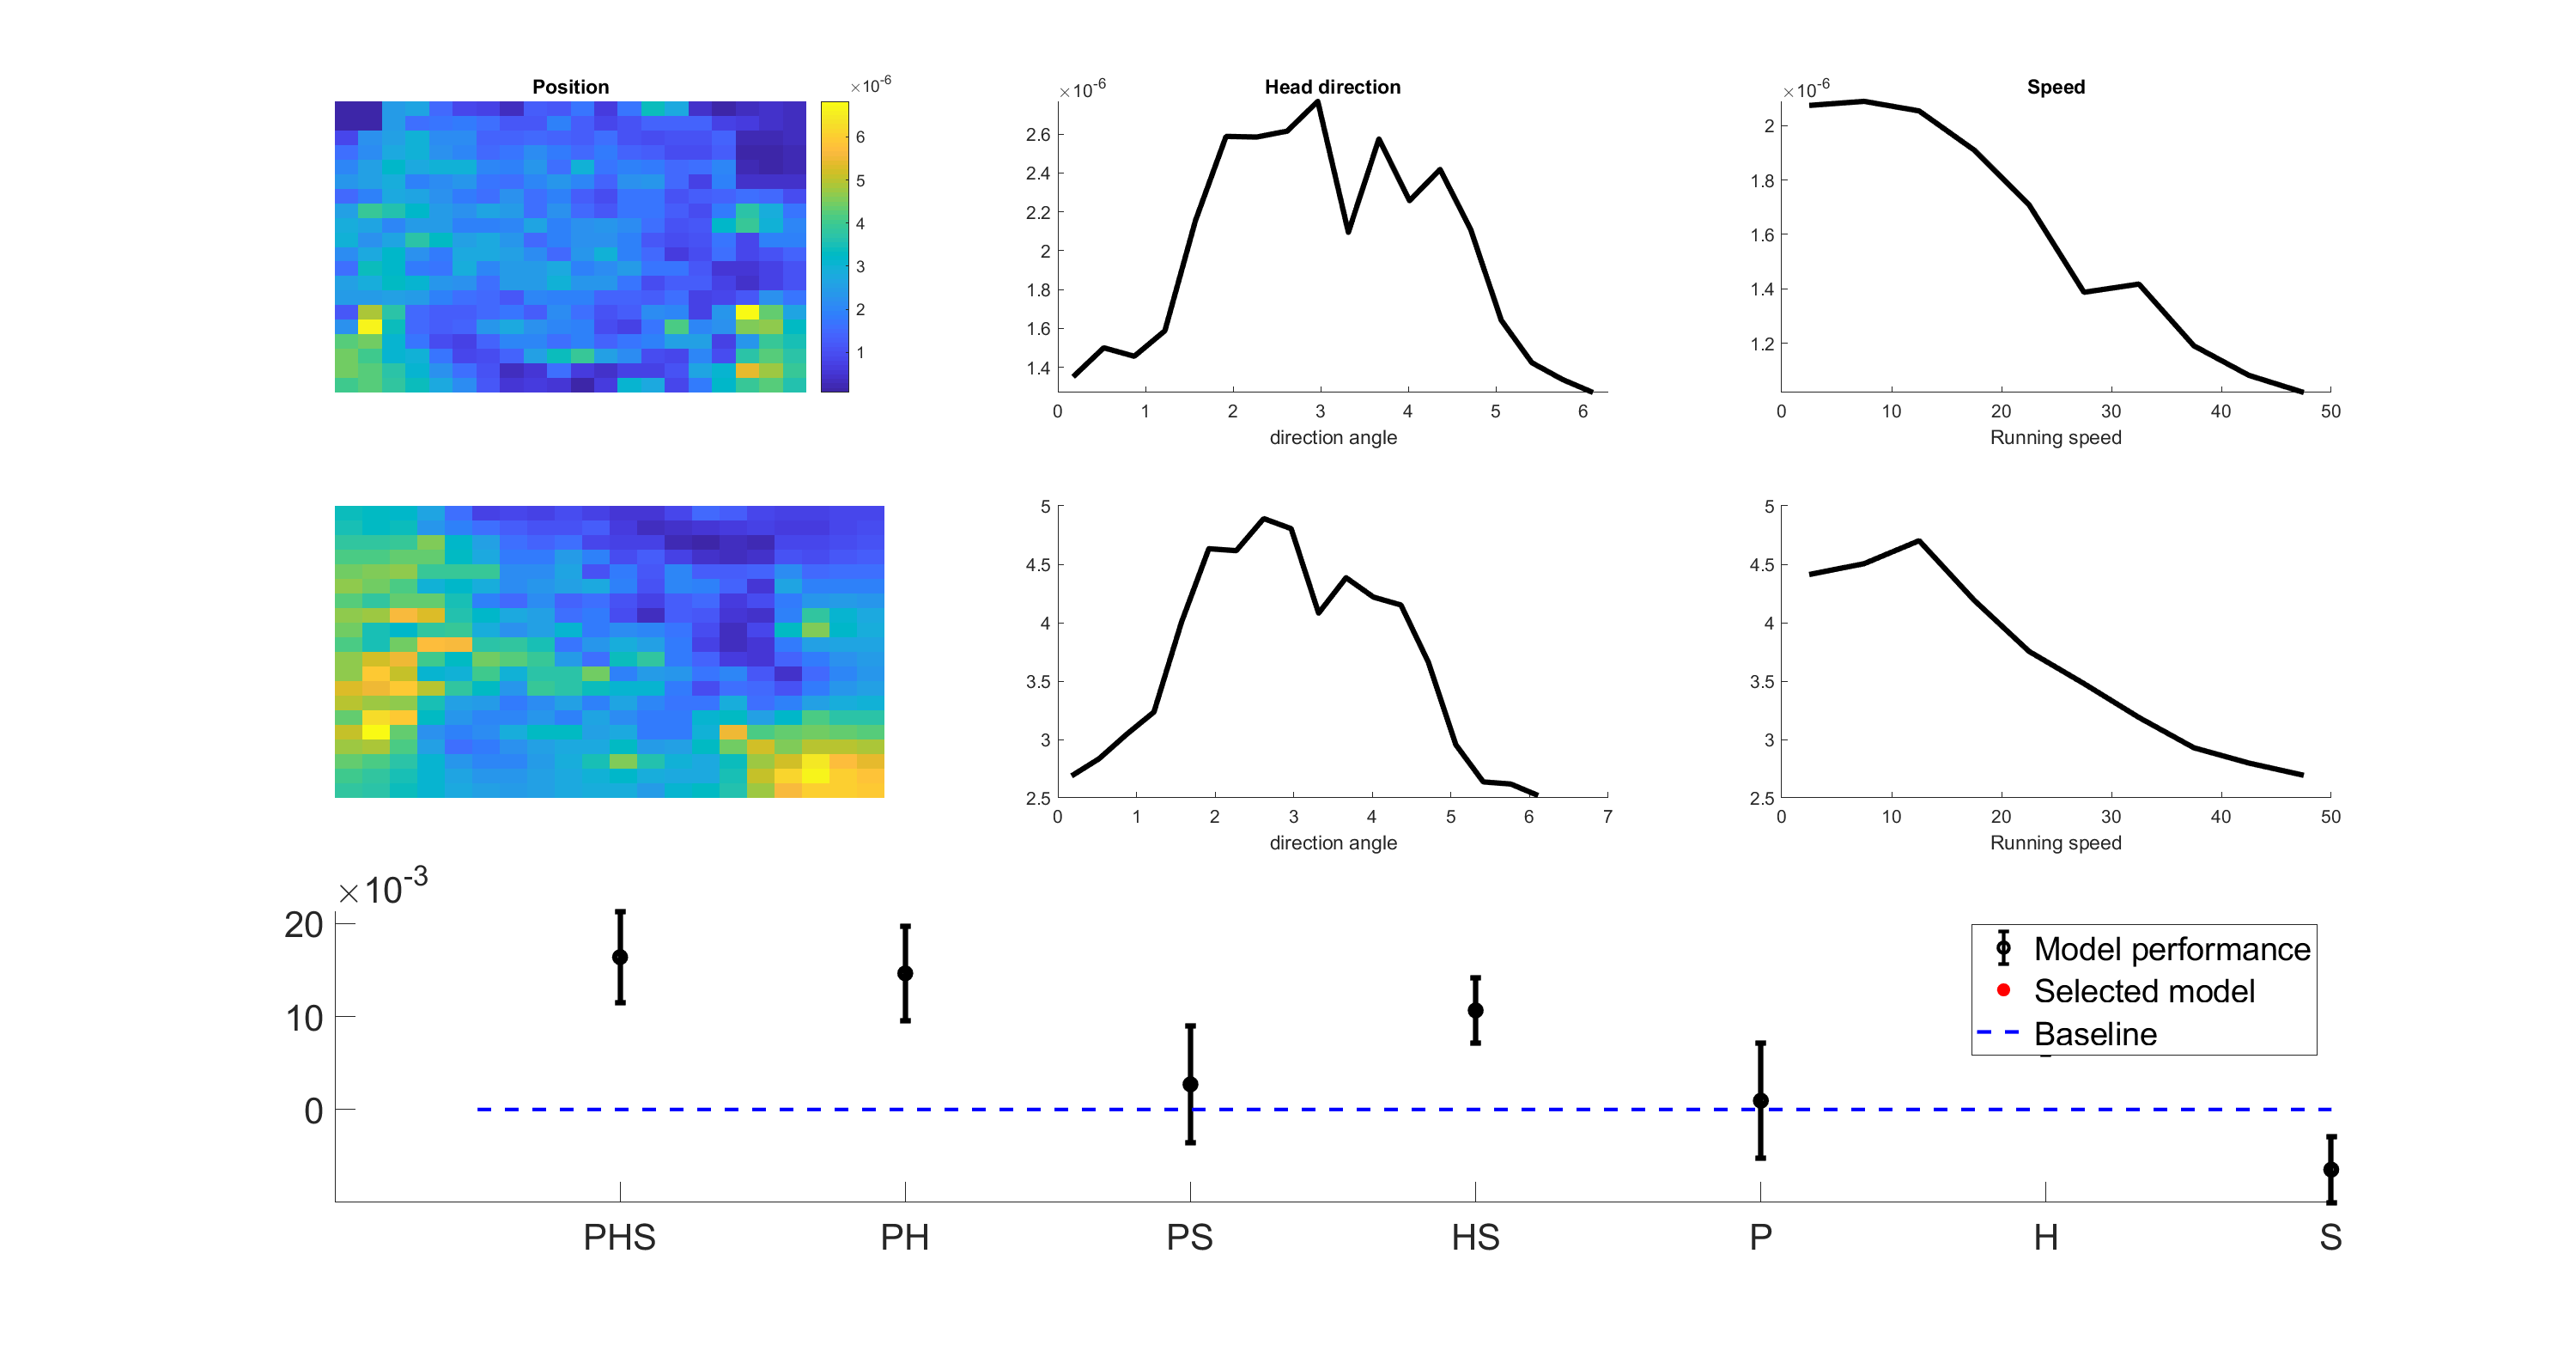 Position
×10-6
6
5
4
3
2
1
Head direction
×10-6
2.6
2.4
2.2
2
1.8
1.6
1.4
0 1 2 3 4 5 6
direction angle
Speed
×10-6
2
1.8
1.6
1.4
1.2
0 10 20 30 40 50
Running speed
5
4.5
4
3.5
3
2.5
0 1 2 3 4 5 6 7
direction angle
5
4.5
4
3.5
3
2.5
0 10 20 30 40 50
Running speed
×10-3
20
10
0
PHS PH PS HS P H S
Model performance
Selected model
Baseline